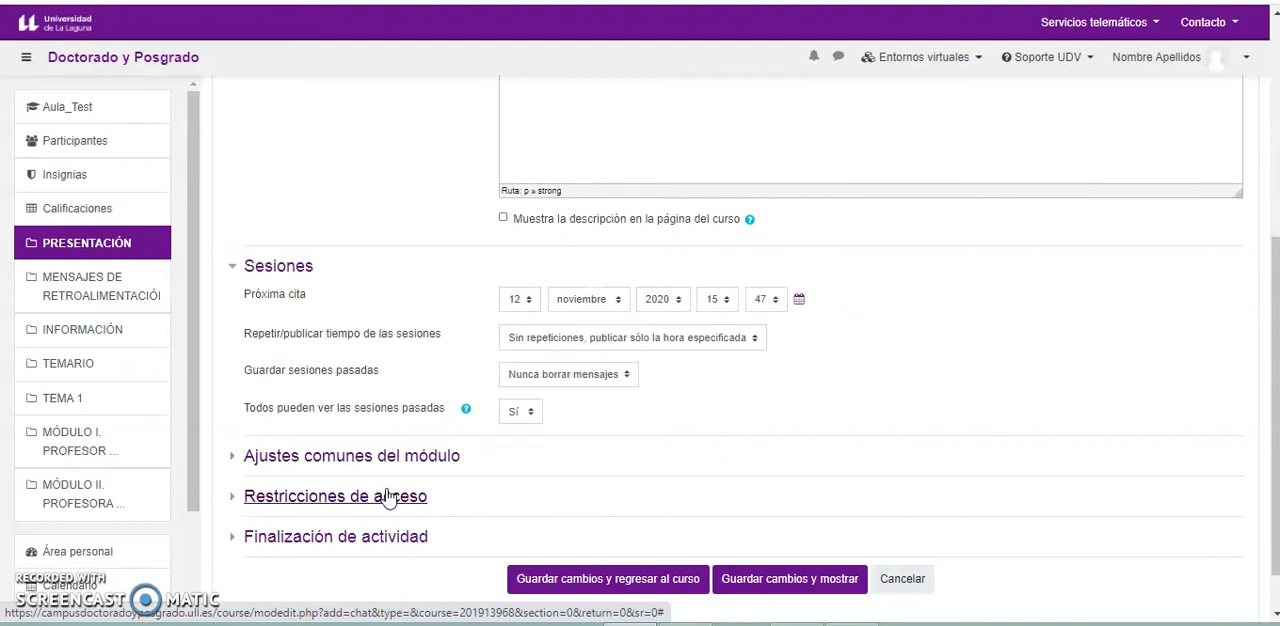 Universidad
de La Laguna
Servicios telemáticos
Contacto
Doctorado y Posgrado
Entornos virtuales
Soporte UDV
Nombre Apellidos
Aula_Test
Participantes
Insignias
Calificaciones
PRESENTACIÓN
MENSAJES DE
RETROALIMENTACIÓI
INFORMACIÓN
TEMARIO
TEMA 1
MÓDULO I.
PROFESOR ...
MÓDULO II.
PROFESORA ...
Área personal
Calendario
Ruta: p » strong
Muestra la descripción en la página del curso
Sesiones
Próxima cita
12 noviembre 2020 15 47
Repetir/publicar tiempo de las sesiones
Sin repeticiones, publicar sólo la hora especificada
Guardar sesiones pasadas
Nunca borrar mensajes
Todos pueden ver las sesiones pasadas
Sí
Ajustes comunes del módulo
Restricciones de acceso
Finalización de actividad
Guardar cambios y regresar al curso
Guardar cambios y mostrar
Cancelar
RECORDED WITH
SCREENCAST MATIC
https://campusdoctoradoyposgrado.ull.es/course/modedit.php?add=chat&type=&course=201913968&section=0&return=0&sr=0#